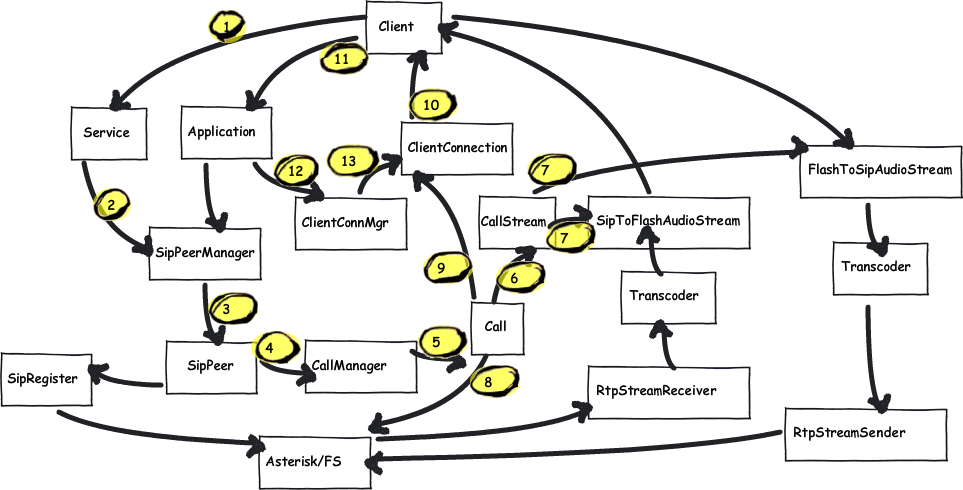 Client
1
11
10
Service
Application
ClientConnection
12
13
7
FlashToSipAudioStream
2
ClientConnMgr
CallStream
SipToFlashAudioStream
7
SipPeerManager
9
6
Transcoder
Transcoder
3
Call
4
5
SipPeer
CallManager
8
SipRegister
RtpStreamReceiver
RtpStreamSender
Asterisk/FS